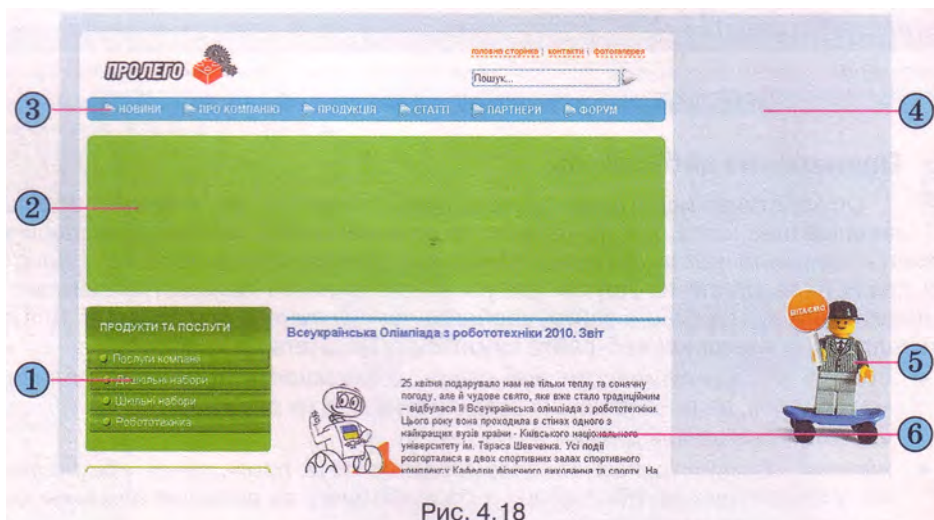 ПРОЛЕГО
головна сторінка | контакти | фотогалерея
Пошук...
3
НОВИНИ ПРО КОМПАНІЮ ПРОДУКЦІЯ СТАТТІ ПАРТНЕРИ ФОРУМ
4
2
ВІТАЄМО
ПРОДУКТИ ТА ПОСЛУГИ
Всеукраїнська Олімпіада з робототехніки 2010. Звіт
Послуги компанії
1
Дошкільні набори
Шкільні набори
Робототехніка
5
25 квітня подарувало нам не тільки теплу та сонячну
погоду, але й чудове свято, яке вже стало традиційним
- відбулася ІІ Всеукраїнська олімпіада з робототехніки.
Цього року вона проходила в стінах одного з
найкращих вузів країни - Київського національного
6
університету ім. Тараса Шевченка. Усі події
розгорталися в двох спортивних залах спортивного
комплексу Кафедри фізичного виховання та спорту. На
Рис. 4.18